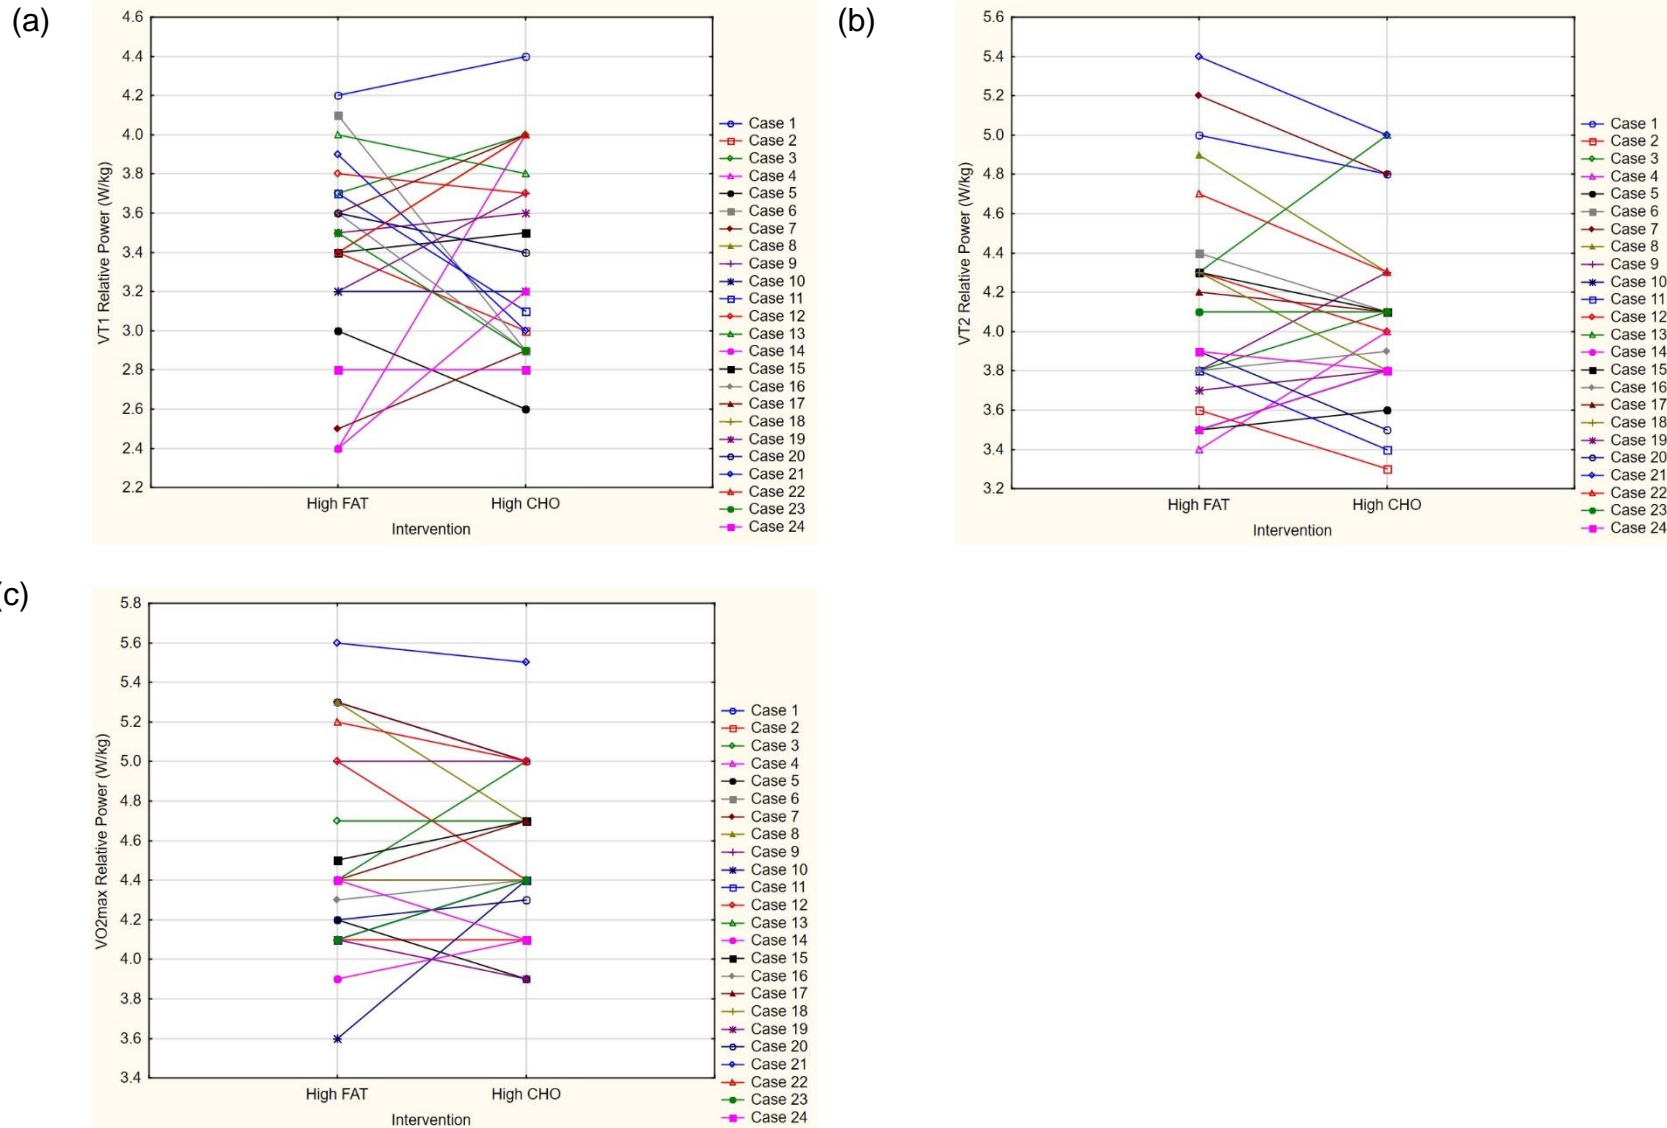 (a)
4.6
4.4
4.2
4.0
3.8
3.6
3.4
3.2
3.0
2.8
2.6
2.4
2.2
VT1 Relative Power (W/kg)
High FAT
High CHO
Intervention
Case 1
Case 2
Case 3
Case 4
Case 5
Case 6
Case 7
Case 8
Case 9
Case 10
Case 11
Case 12
Case 13
Case 14
Case 15
Case 16
Case 17
Case 18
Case 19
Case 20
Case 21
Case 22
Case 23
Case 24
(b)
5.6
5.4
5.2
5.0
4.8
4.6
4.4
4.2
4.0
3.8
3.6
3.4
3.2
VT2 Relative Power (W/kg)
High FAT
High CHO
Intervention
Case 1
Case 2
Case 3
Case 4
Case 5
Case 6
Case 7
Case 8
Case 9
Case 10
Case 11
Case 12
Case 13
Case 14
Case 15
Case 16
Case 17
Case 18
Case 19
Case 20
Case 21
Case 22
Case 23
Case 24
(c)
5.8
5.6
5.4
5.2
5.0
4.8
4.6
4.4
4.2
4.0
3.8
3.6
3.4
VO2max Relative Power (W/kg)
High FAT
High CHO
Intervention
Case 1
Case 2
Case 3
Case 4
Case 5
Case 6
Case 7
Case 8
Case 9
Case 10
Case 11
Case 12
Case 13
Case 14
Case 15
Case 16
Case 17
Case 18
Case 19
Case 20
Case 21
Case 22
Case 23
Case 24